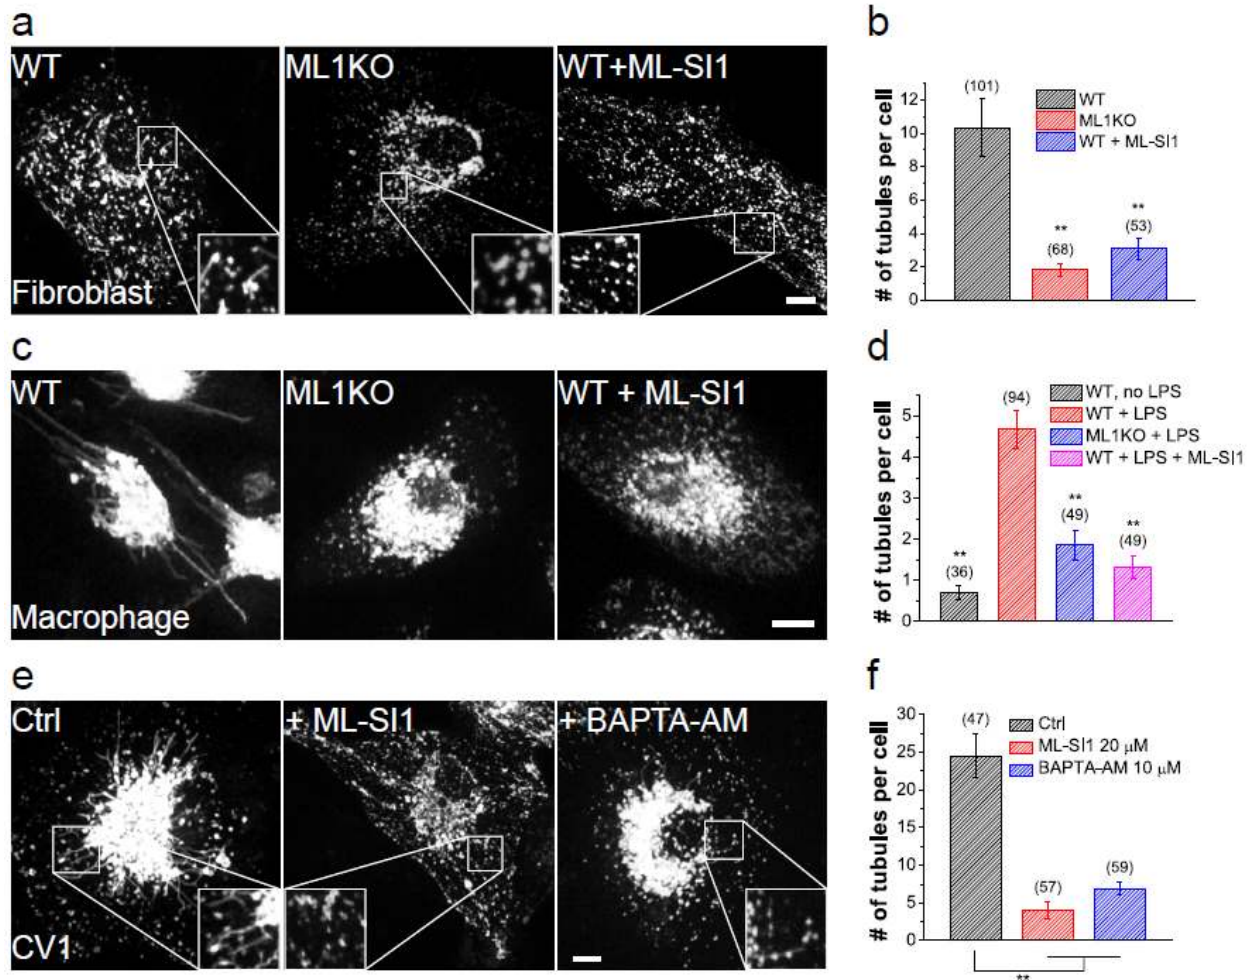 a
WT
ML1KO
WT+ML-SI1
Fibroblast
b
# of tubules per cell
12
10
8
6
4
2
0
(101)
**
(68)
**
(53)
WT
ML1KO
WT + ML-SI1
c
WT
ML1KO
WT + ML-SI1
Macrophage
d
# of tubules per cell
5
4
3
2
1
0
**
(36)
(94)
**
(49)
**
(49)
WT, no LPS
WT + LPS
ML1KO + LPS
WT + LPS + ML-SI1
e
Ctrl
+ ML-SI1
+ BAPTA-AM
CV1
f
# of tubules per cell
30
25
20
15
10
5
0
(47)
(57)
(59)
Ctrl
ML-SI1 20 μM
BAPTA-AM 10 μM
**